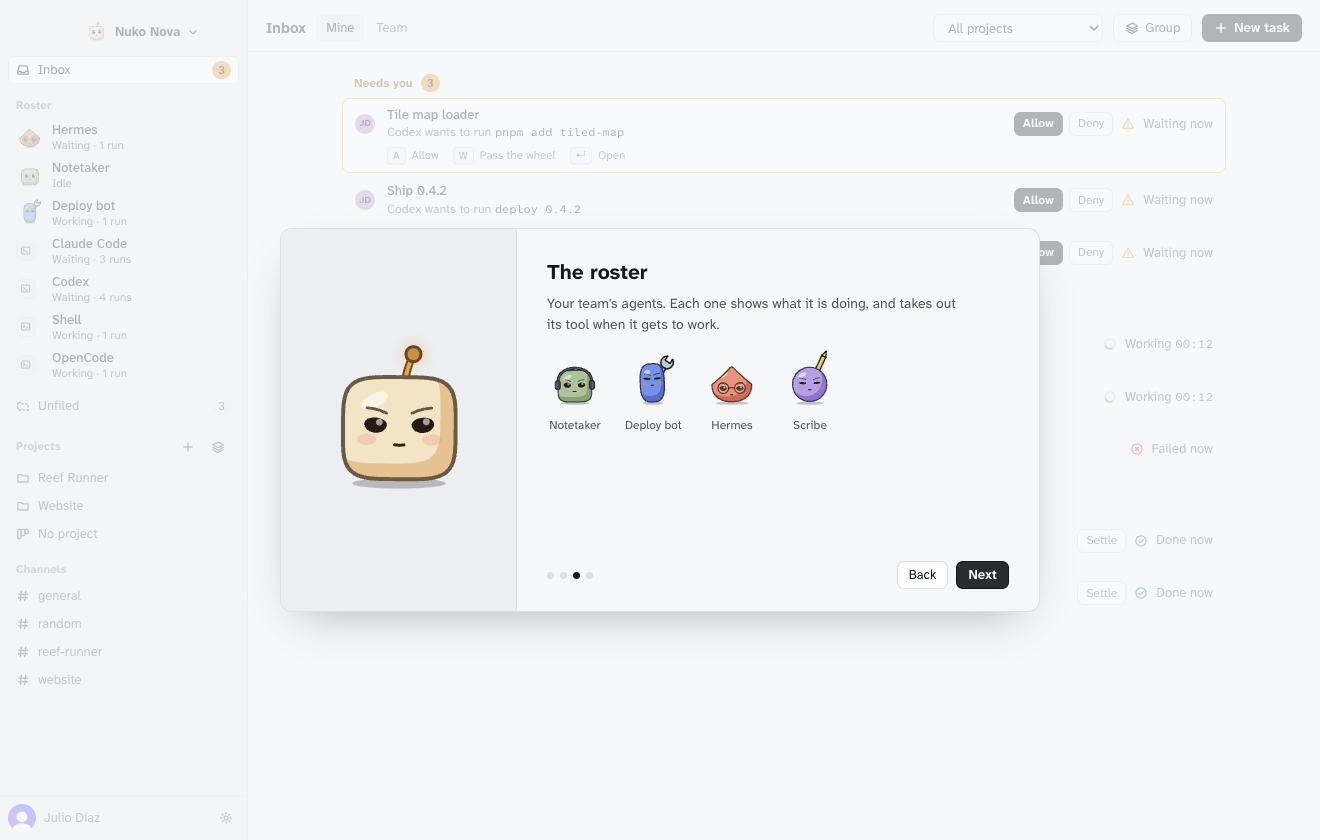 Nuko Nova
Inbox
3
Roster
Hermes
Waiting · 1 run
Notetaker
Idle
Deploy bot
Working · 1 run
Claude Code
Waiting · 3 runs
Codex
Waiting · 4 runs
Shell
Working · 1 run
OpenCode
Working · 1 run
Unfiled
3
Projects
Reef Runner
Website
No project
Channels
general
random
reef-runner
website
Julio Díaz
Inbox
Mine
Team
All projects
Group
New task
Needs you
3
JD
Tile map loader
Codex wants to run pnpm add tiled-map
Allow
Deny
Waiting now
A
Allow
W
Pass the wheel
Open
JD
Ship 0.4.2
Codex wants to run deploy 0.4.2
Allow
Deny
Waiting now
Deny
Waiting now
Working 00:12
Working 00:12
Failed now
Settle
Done now
Settle
Done now
The roster
Your team's agents. Each one shows what it is doing, and takes out
its tool when it gets to work.
Notetaker
Deploy bot
Hermes
Scribe
Back
Next